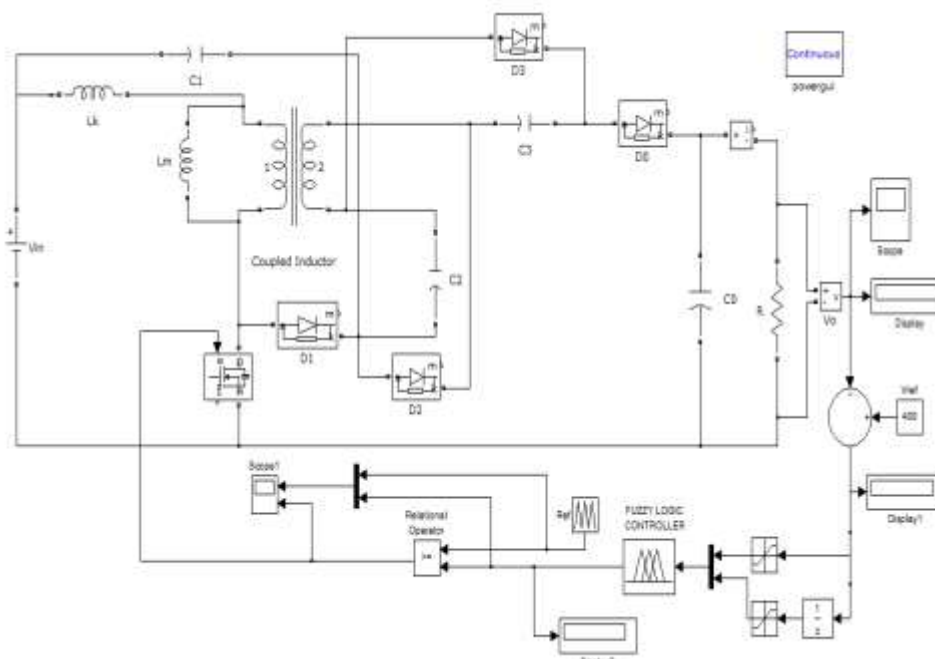 D3
C1
Continuous
powergui
Lk
C3
D0
Lm
1
2
Vin
Coupled Inductor
C2
C0
R
Scope
Vo
Display
D1
D2
Vref
400
Scope1
Relational
Operator
Ref
FUZZY LOGIC
CONTROLLER
Display1
>=
1
z